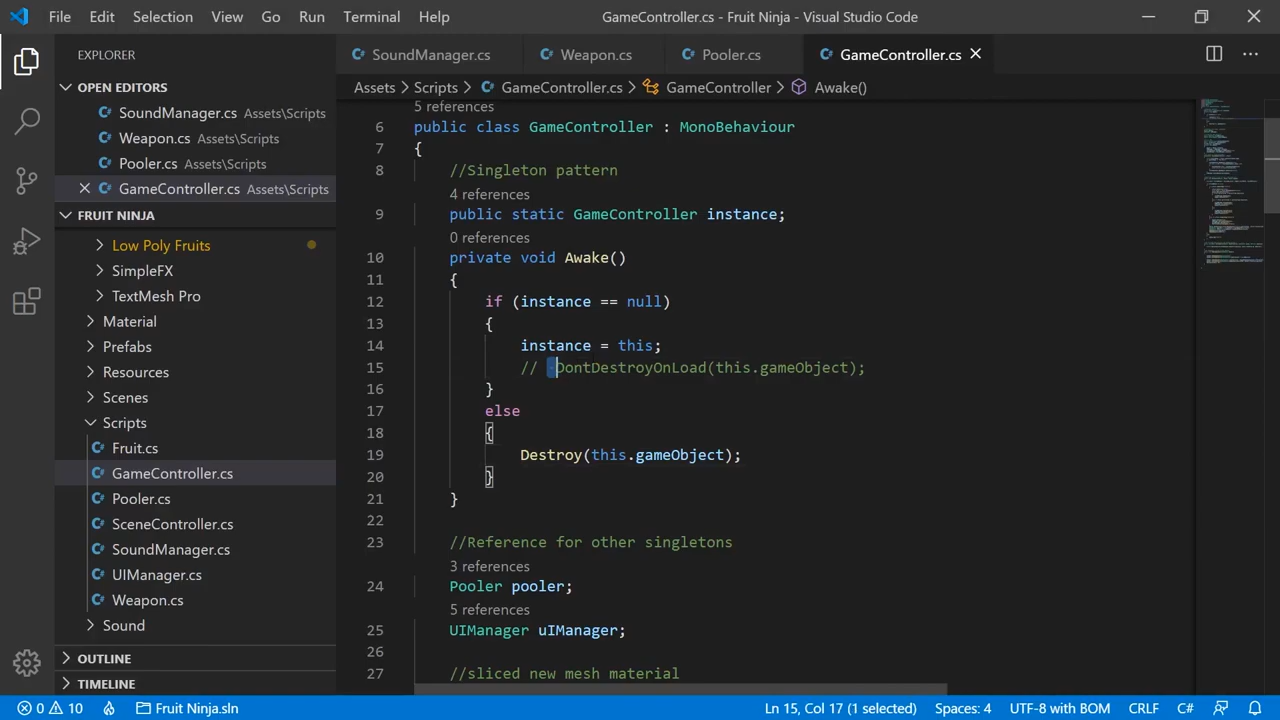 File Edit Selection View Go Run Terminal Help GameController.cs - Fruit Ninja - Visual Studio Code
EXPLORER
OPEN EDITORS
SoundManager.cs Assets\Scripts
Weapon.cs Assets\Scripts
Pooler.cs Assets\Scripts
GameController.cs Assets\Scripts
FRUIT NINJA
Low Poly Fruits
SimpleFX
TextMesh Pro
Material
Prefabs
Resources
Scenes
Scripts
Fruit.cs
GameController.cs
Pooler.cs
SceneController.cs
SoundManager.cs
UIManager.cs
Weapon.cs
Sound
OUTLINE
TIMELINE
SoundManager.cs Weapon.cs Pooler.cs GameController.cs
Assets > Scripts > GameController.cs > GameController > Awake()
5 references
6 public class GameController : MonoBehaviour
7 {
8 //Singleton pattern
4 references
9 public static GameController instance;
0 references
10 private void Awake()
11 {
12 if (instance == null)
13 {
14 instance = this;
15 // DontDestroyOnLoad(this.gameObject);
16 }
17 else
18 {
19 Destroy(this.gameObject);
20 }
21 }
22
23 //Reference for other singletons
3 references
24 Pooler pooler;
5 references
25 UIManager uIManager;
26
27 //sliced new mesh material
0 10 Fruit Ninja.sln Ln 15, Col 17 (1 selected) Spaces: 4 UTF-8 with BOM CRLF C#